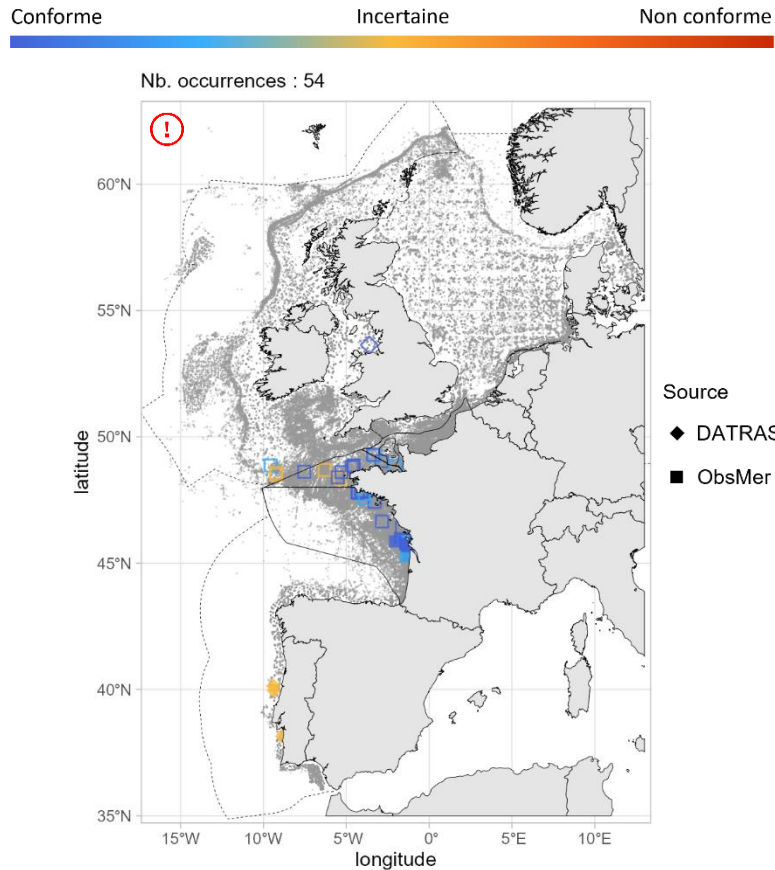 Conforme Incertaine Non conforme
Nb. occurrences : 54
!
60°N
55°N
50°N
45°N
40°N
35°N
latitude
15°W 10°W 5°W 0° 5°E 10°E
longitude
Source
DATRAS
ObsMer